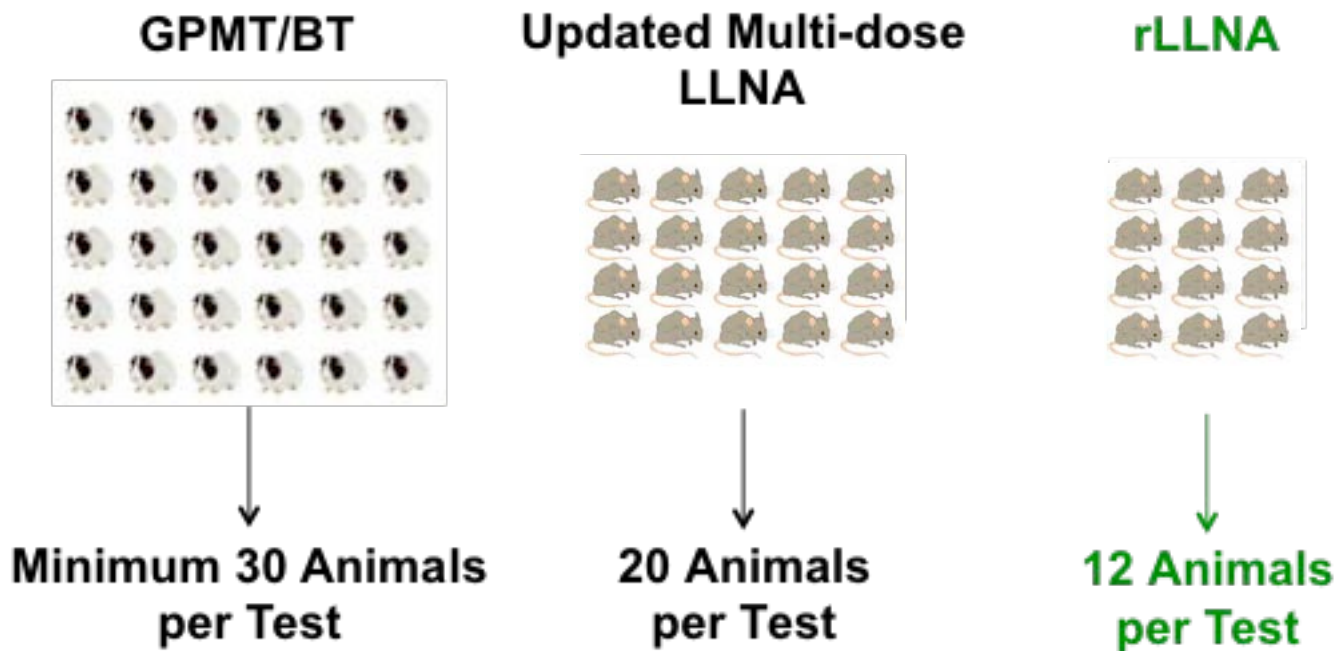 GPMT/BT
Updated Multi-dose
LLNA
rLLNA
Minimum 30 Animals
per Test
20 Animals
per Test
12 Animals
per Test